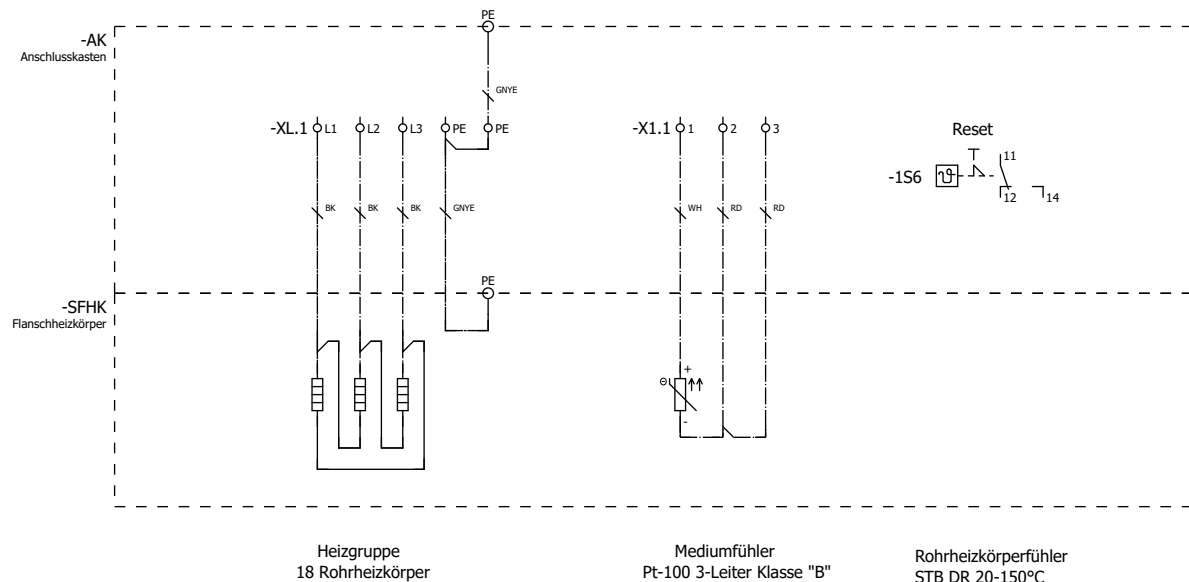 PE
-AK
Anschlusskasten
GNYE
-XL.1 L1 L2 L3 PE PE
-X1.1 1 2 3
Reset
11
-1S6
12 14
BK BK BK GNYE
WH RD RD
PE
-SFHK
Flanschheizkörper
+
Θ
-
Heizgruppe
18 Rohrheizkörper
Mediumfühler
Pt-100 3-Leiter Klasse "B"
Rohrheizkörperfühler
STB DR 20-150°C